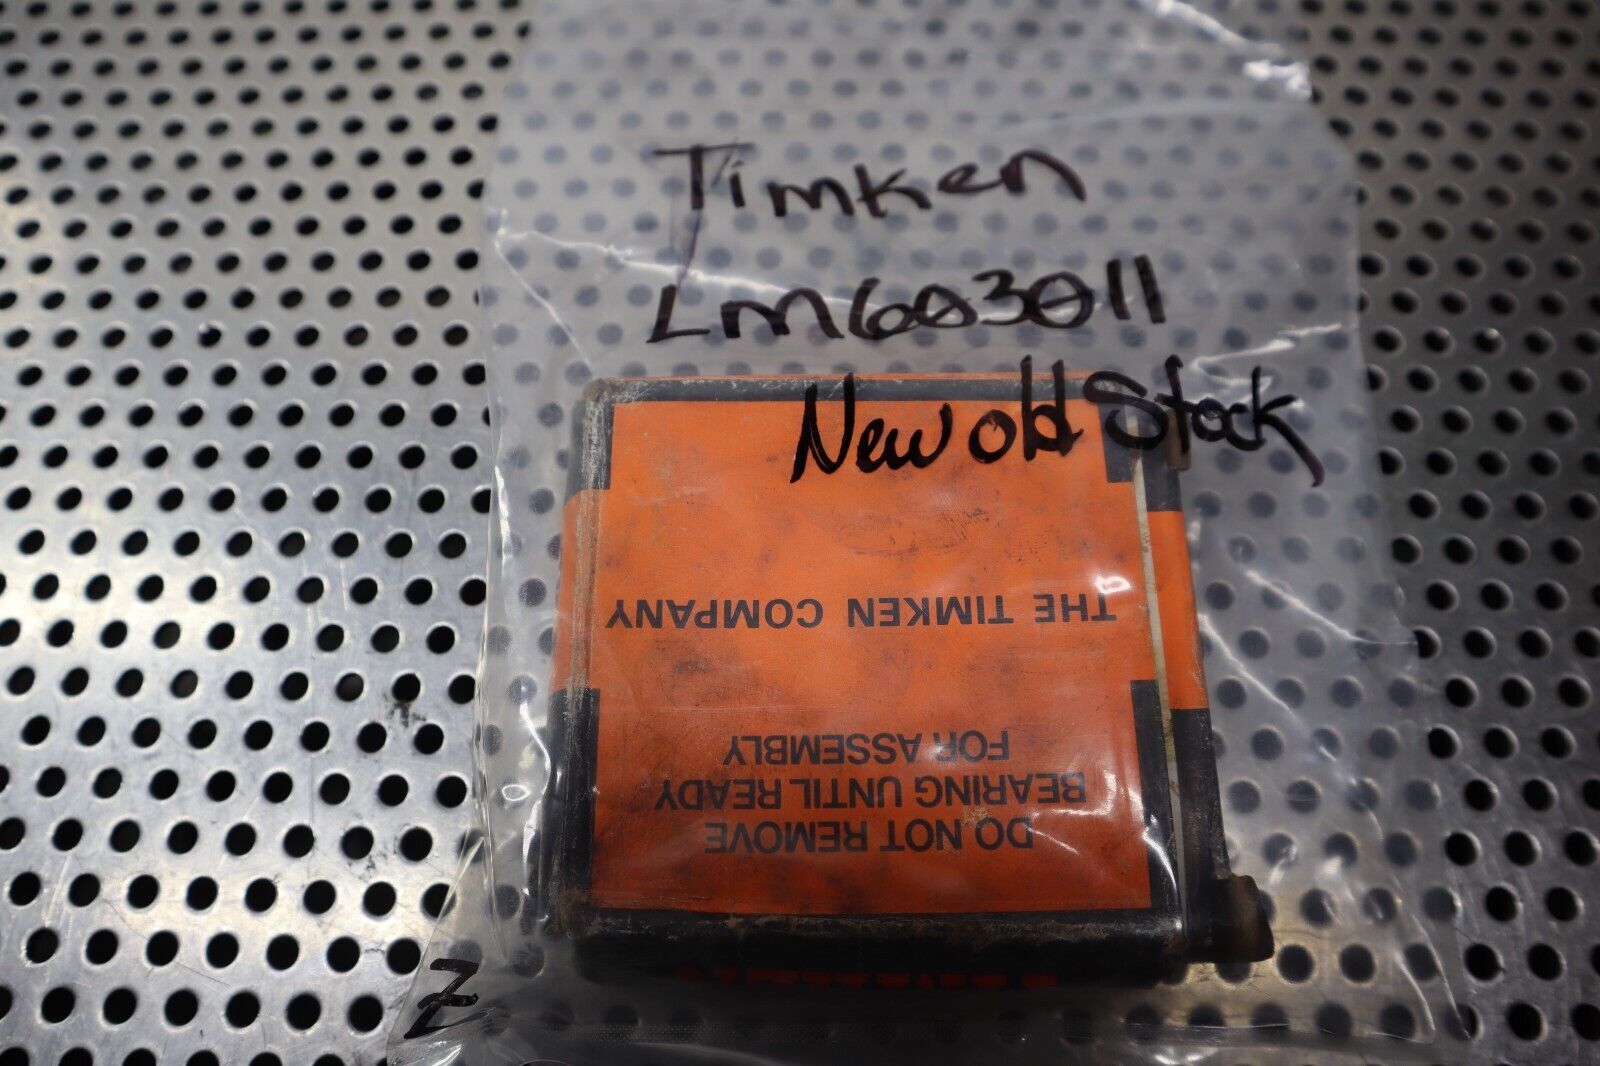 Timken
LM603011
New old Stock
THE TIMKEN COMPANY
DO NOT REMOVE
BEARING UNTIL READY
FOR ASSEMBLY
Z